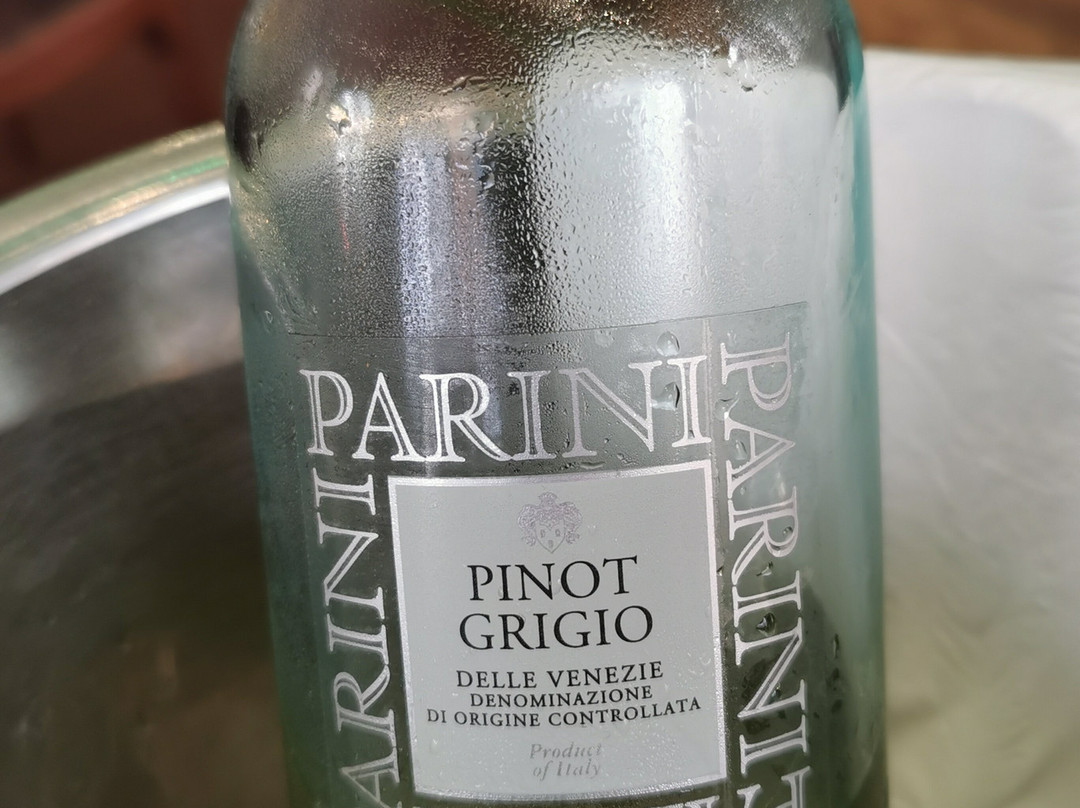 PARINI
PARINI
PARINI
PINOT
GRIGIO
DELLE VENEZIE
DENOMINAZIONE
DI ORIGINE CONTROLLATA
Product
of Italy